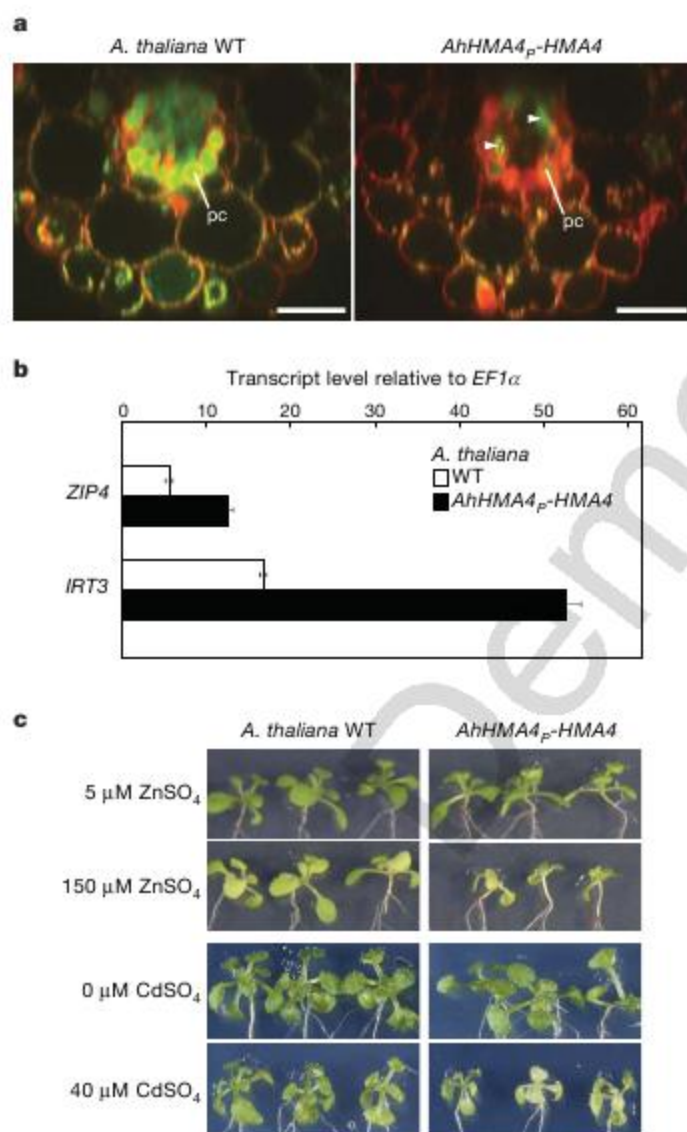 a
A. thaliana WT
AhHMA4P-HMA4
pc
pc
b
Transcript level relative to EF1α
0 10 20 30 40 50 60
A. thaliana
WT
AhHMA4P-HMA4
ZIP4
IRT3
c
A. thaliana WT
AhHMA4P-HMA4
5 μM ZnSO4
150 μM ZnSO4
0 μM CdSO4
40 μM CdSO4
Dem